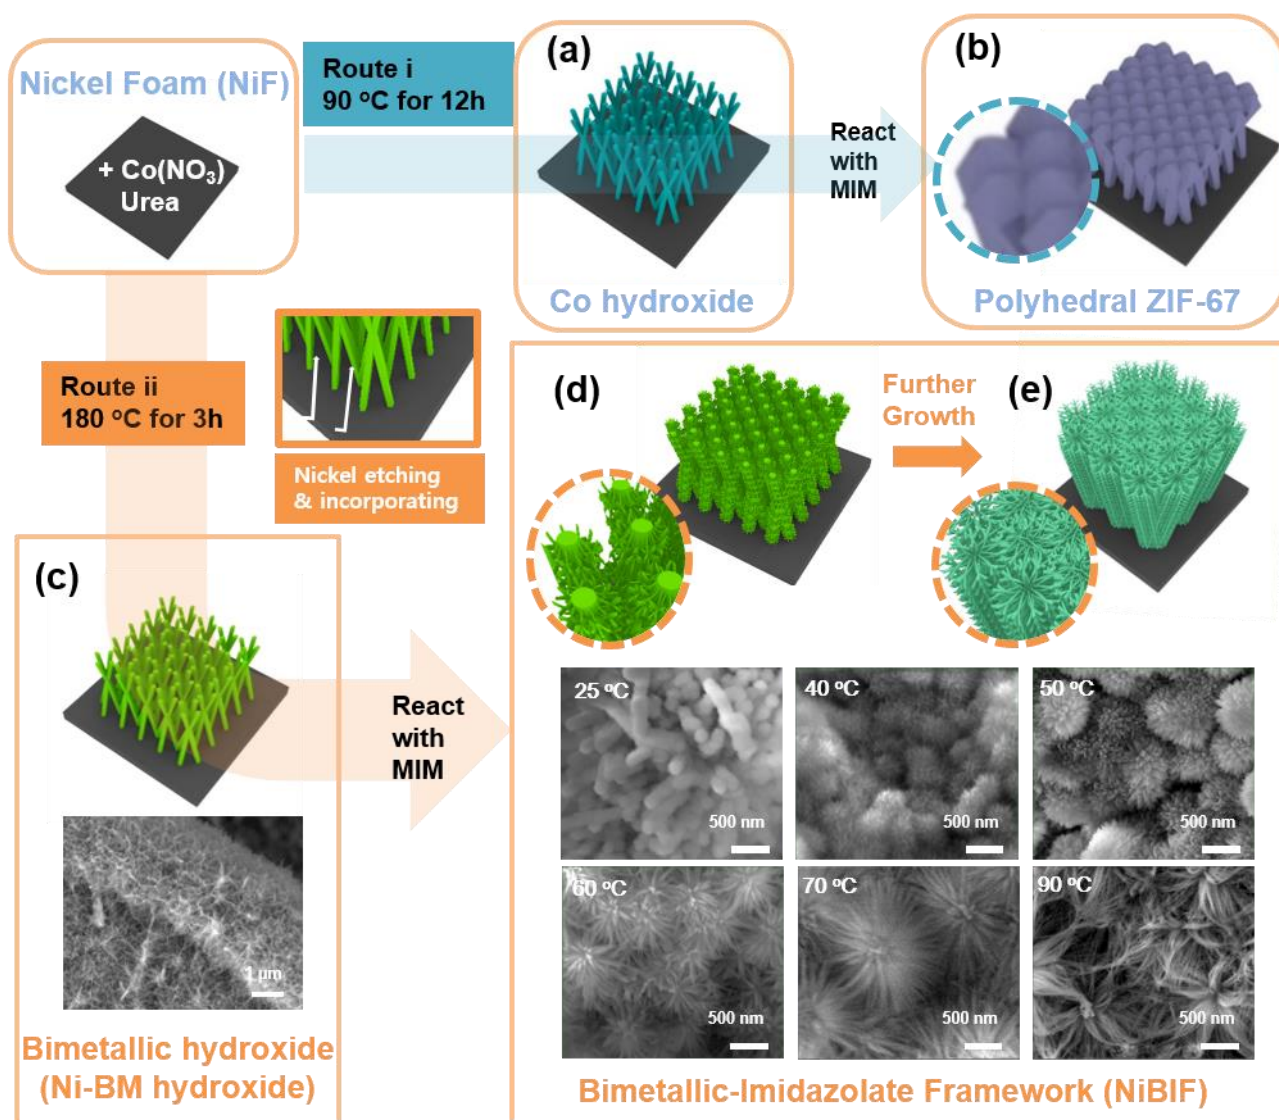 Nickel Foam (NiF)
+ Co(NO₃)
Urea
Route i
90 °C for 12h
(a)
Co hydroxide
React
with
MIM
(b)
Polyhedral ZIF-67
Route ii
180 °C for 3h
Nickel etching
& incorporating
(c)
1 µm
Bimetallic hydroxide
(Ni-BM hydroxide)
React
with
MIM
(d)
Further
Growth
(e)
25 °C
500 nm
40 °C
500 nm
50 °C
500 nm
60 °C
500 nm
70 °C
500 nm
90 °C
500 nm
Bimetallic-Imidazolate Framework (NiBIF)